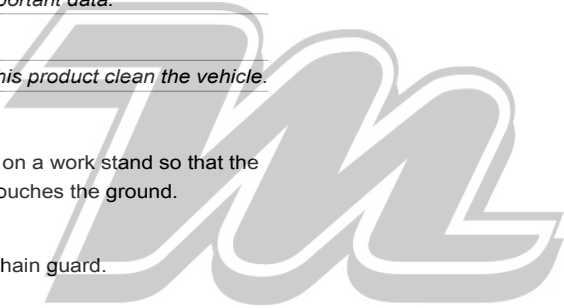 portant data.
his product clean the vehicle.
on a work stand so that the
ouches the ground.
hain guard.